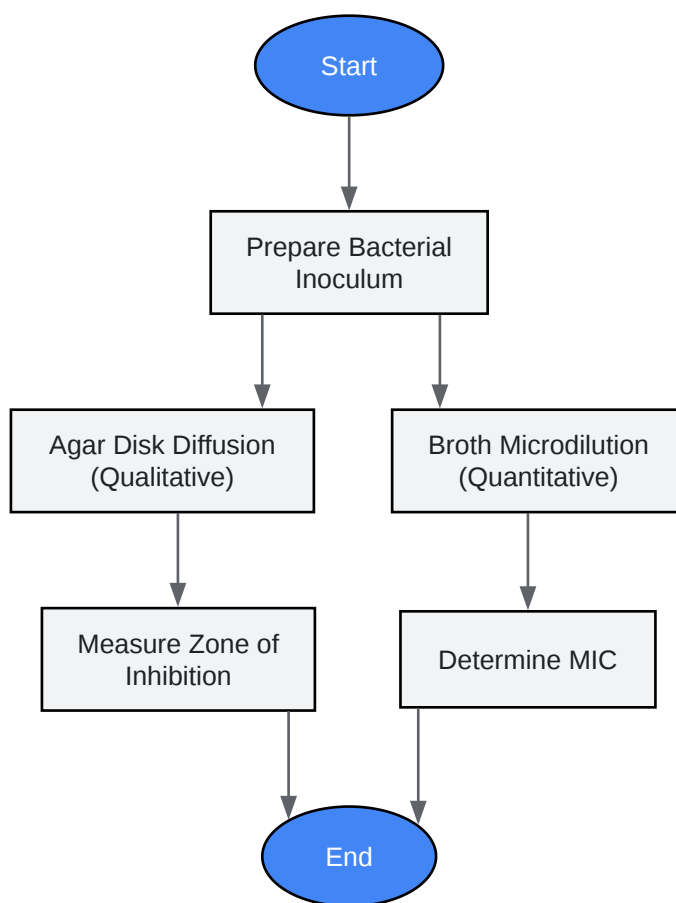 Start
Prepare Bacterial
Inoculum
Agar Disk Diffusion
(Qualitative)
Broth Microdilution
(Quantitative)
Measure Zone of
Inhibition
Determine MIC
End